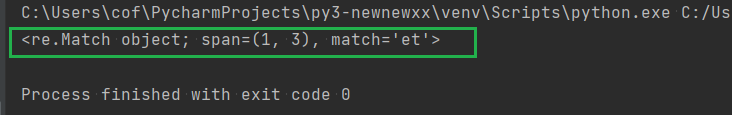 C:\Users\cof\PycharmProjects\py3-newnewxx\venv\Scripts\python.exe C:/Us
<re.Match object; span=(1, 3), match='et'>
Process finished with exit code 0